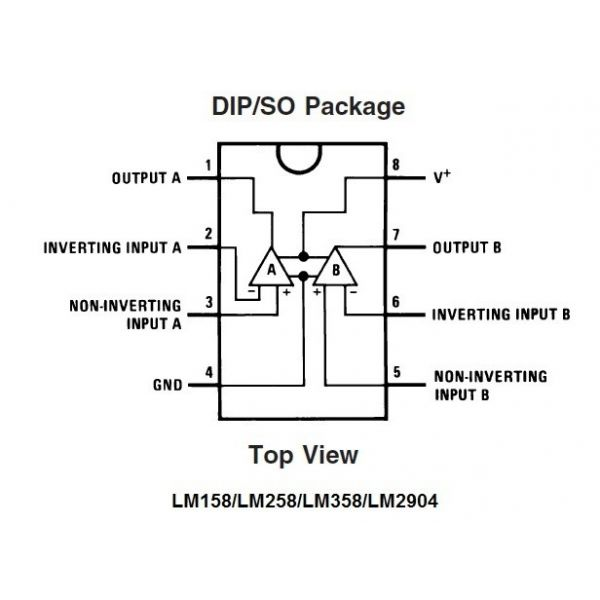 DIP/SO Package
1
OUTPUT A
8
V+
2
INVERTING INPUT A
7
OUTPUT B
A
B
- + + -
3
NON-INVERTING
INPUT A
6
INVERTING INPUT B
4
GND
5
NON-INVERTING
INPUT B
Top View
LM158/LM258/LM358/LM2904